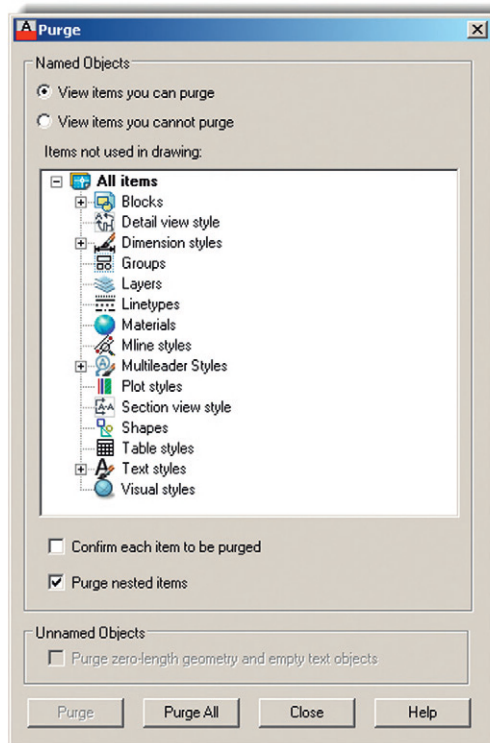 Purge
Named Objects
View items you can purge
View items you cannot purge
Items not used in drawing:
All items
Blocks
Detail view style
Dimension styles
Groups
Layers
Linetypes
Materials
Mline styles
Multileader Styles
Plot styles
Section view style
Shapes
Table styles
Text styles
Visual styles
Confirm each item to be purged
Purge nested items
Unnamed Objects
Purge zero-length geometry and empty text objects
Purge Purge All Close Help